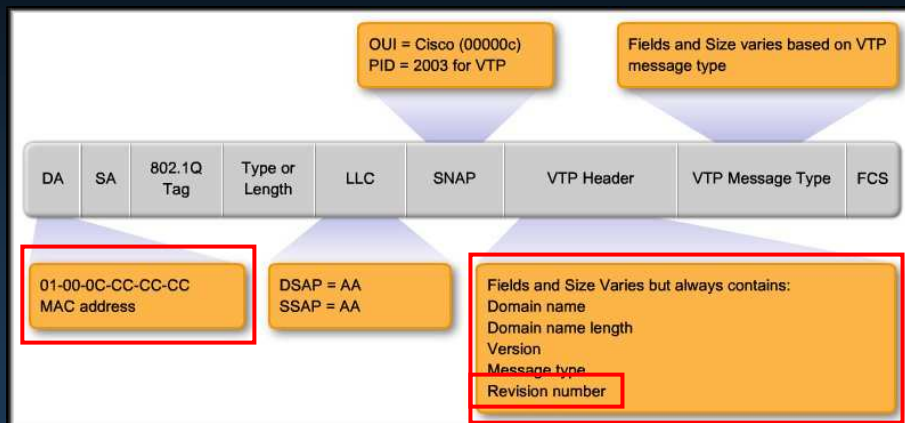 OUI = Cisco (00000c)
PID = 2003 for VTP
Fields and Size varies based on VTP
message type
DA
SA
802.1Q
Tag
Type or
Length
LLC
SNAP
VTP Header
VTP Message Type
FCS
01-00-0C-CC-CC-CC
MAC address
DSAP = AA
SSAP = AA
Fields and Size Varies but always contains:
Domain name
Domain name length
Version
Message type
Revision number